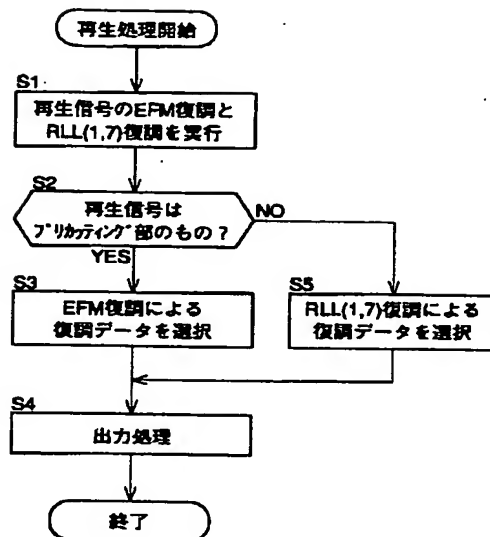 再生処理開始
S1
再生信号のEFM復調と
RLL(1,7)復調を実行
S2
再生信号は
プリカッティング部のもの？
NO
YES
S3
EFM復調による
復調データを選択
S5
RLL(1,7)復調による
復調データを選択
S4
出力処理
終了